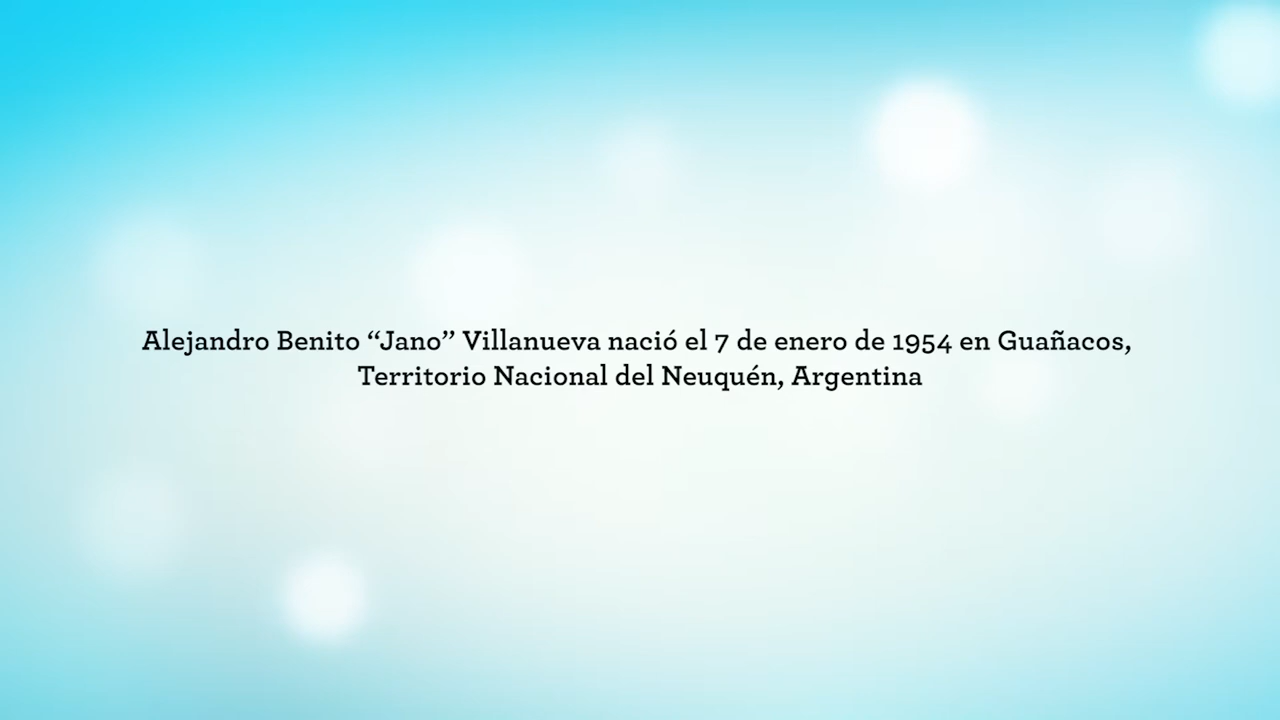 Alejandro Benito “Jano” Villanueva nació el 7 de enero de 1954 en Guañacos,
Territorio Nacional del Neuquén, Argentina